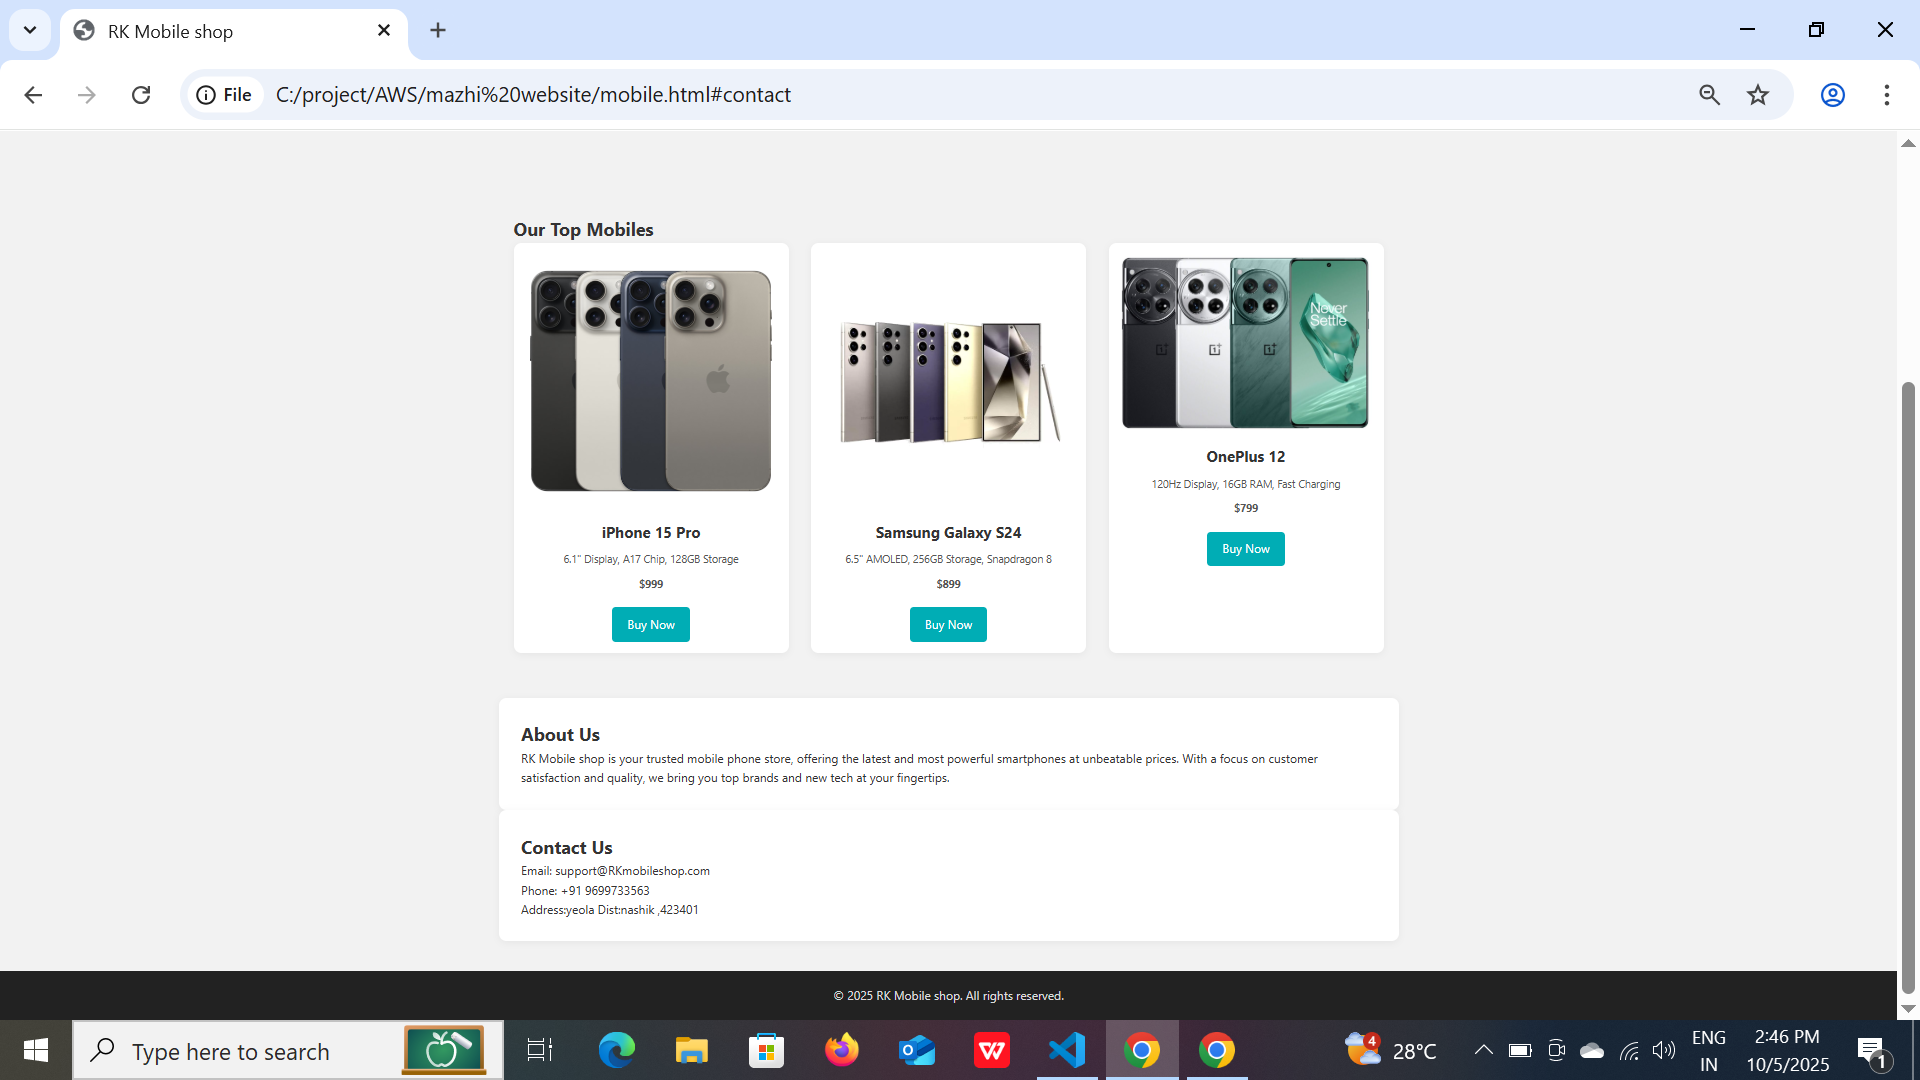 RK Mobile shop
File
C:/project/AWS/mazhi%20website/mobile.html#contact
Our Top Mobiles
Never
Settle
iPhone 15 Pro
6.1" Display, A17 Chip, 128GB Storage
$999
Buy Now
Samsung Galaxy S24
6.5" AMOLED, 256GB Storage, Snapdragon 8
$899
Buy Now
OnePlus 12
120Hz Display, 16GB RAM, Fast Charging
$799
Buy Now
About Us
RK Mobile shop is your trusted mobile phone store, offering the latest and most powerful smartphones at unbeatable prices. With a focus on customer
satisfaction and quality, we bring you top brands and new tech at your fingertips.
Contact Us
Email: support@RKmobileshop.com
Phone: +91 9699733563
Address:yeola Dist:nashik ,423401
© 2025 RK Mobile shop. All rights reserved.
Type here to search
4
28°C
ENG
IN
2:46 PM
10/5/2025
1